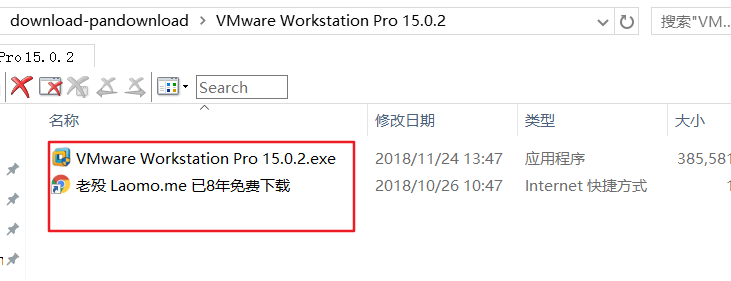 download-pandownload > VMware Workstation Pro 15.0.2
搜索"VM...
Pro 15.0.2
Search
名称 修改日期 类型 大小
VMware Workstation Pro 15.0.2.exe 2018/11/24 13:47 应用程序 385,581
老殁 Laomo.me 已8年免费下载 2018/10/26 10:47 Internet 快捷方式